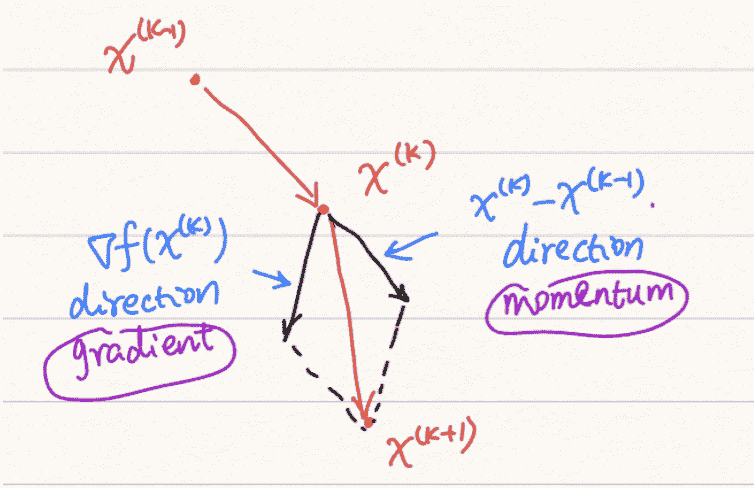 x^(k-1)
x^(k)
∇f(x^(k))
direction
gradient
x^(k) - x^(k-1).
direction
momentum
x^(k+1)